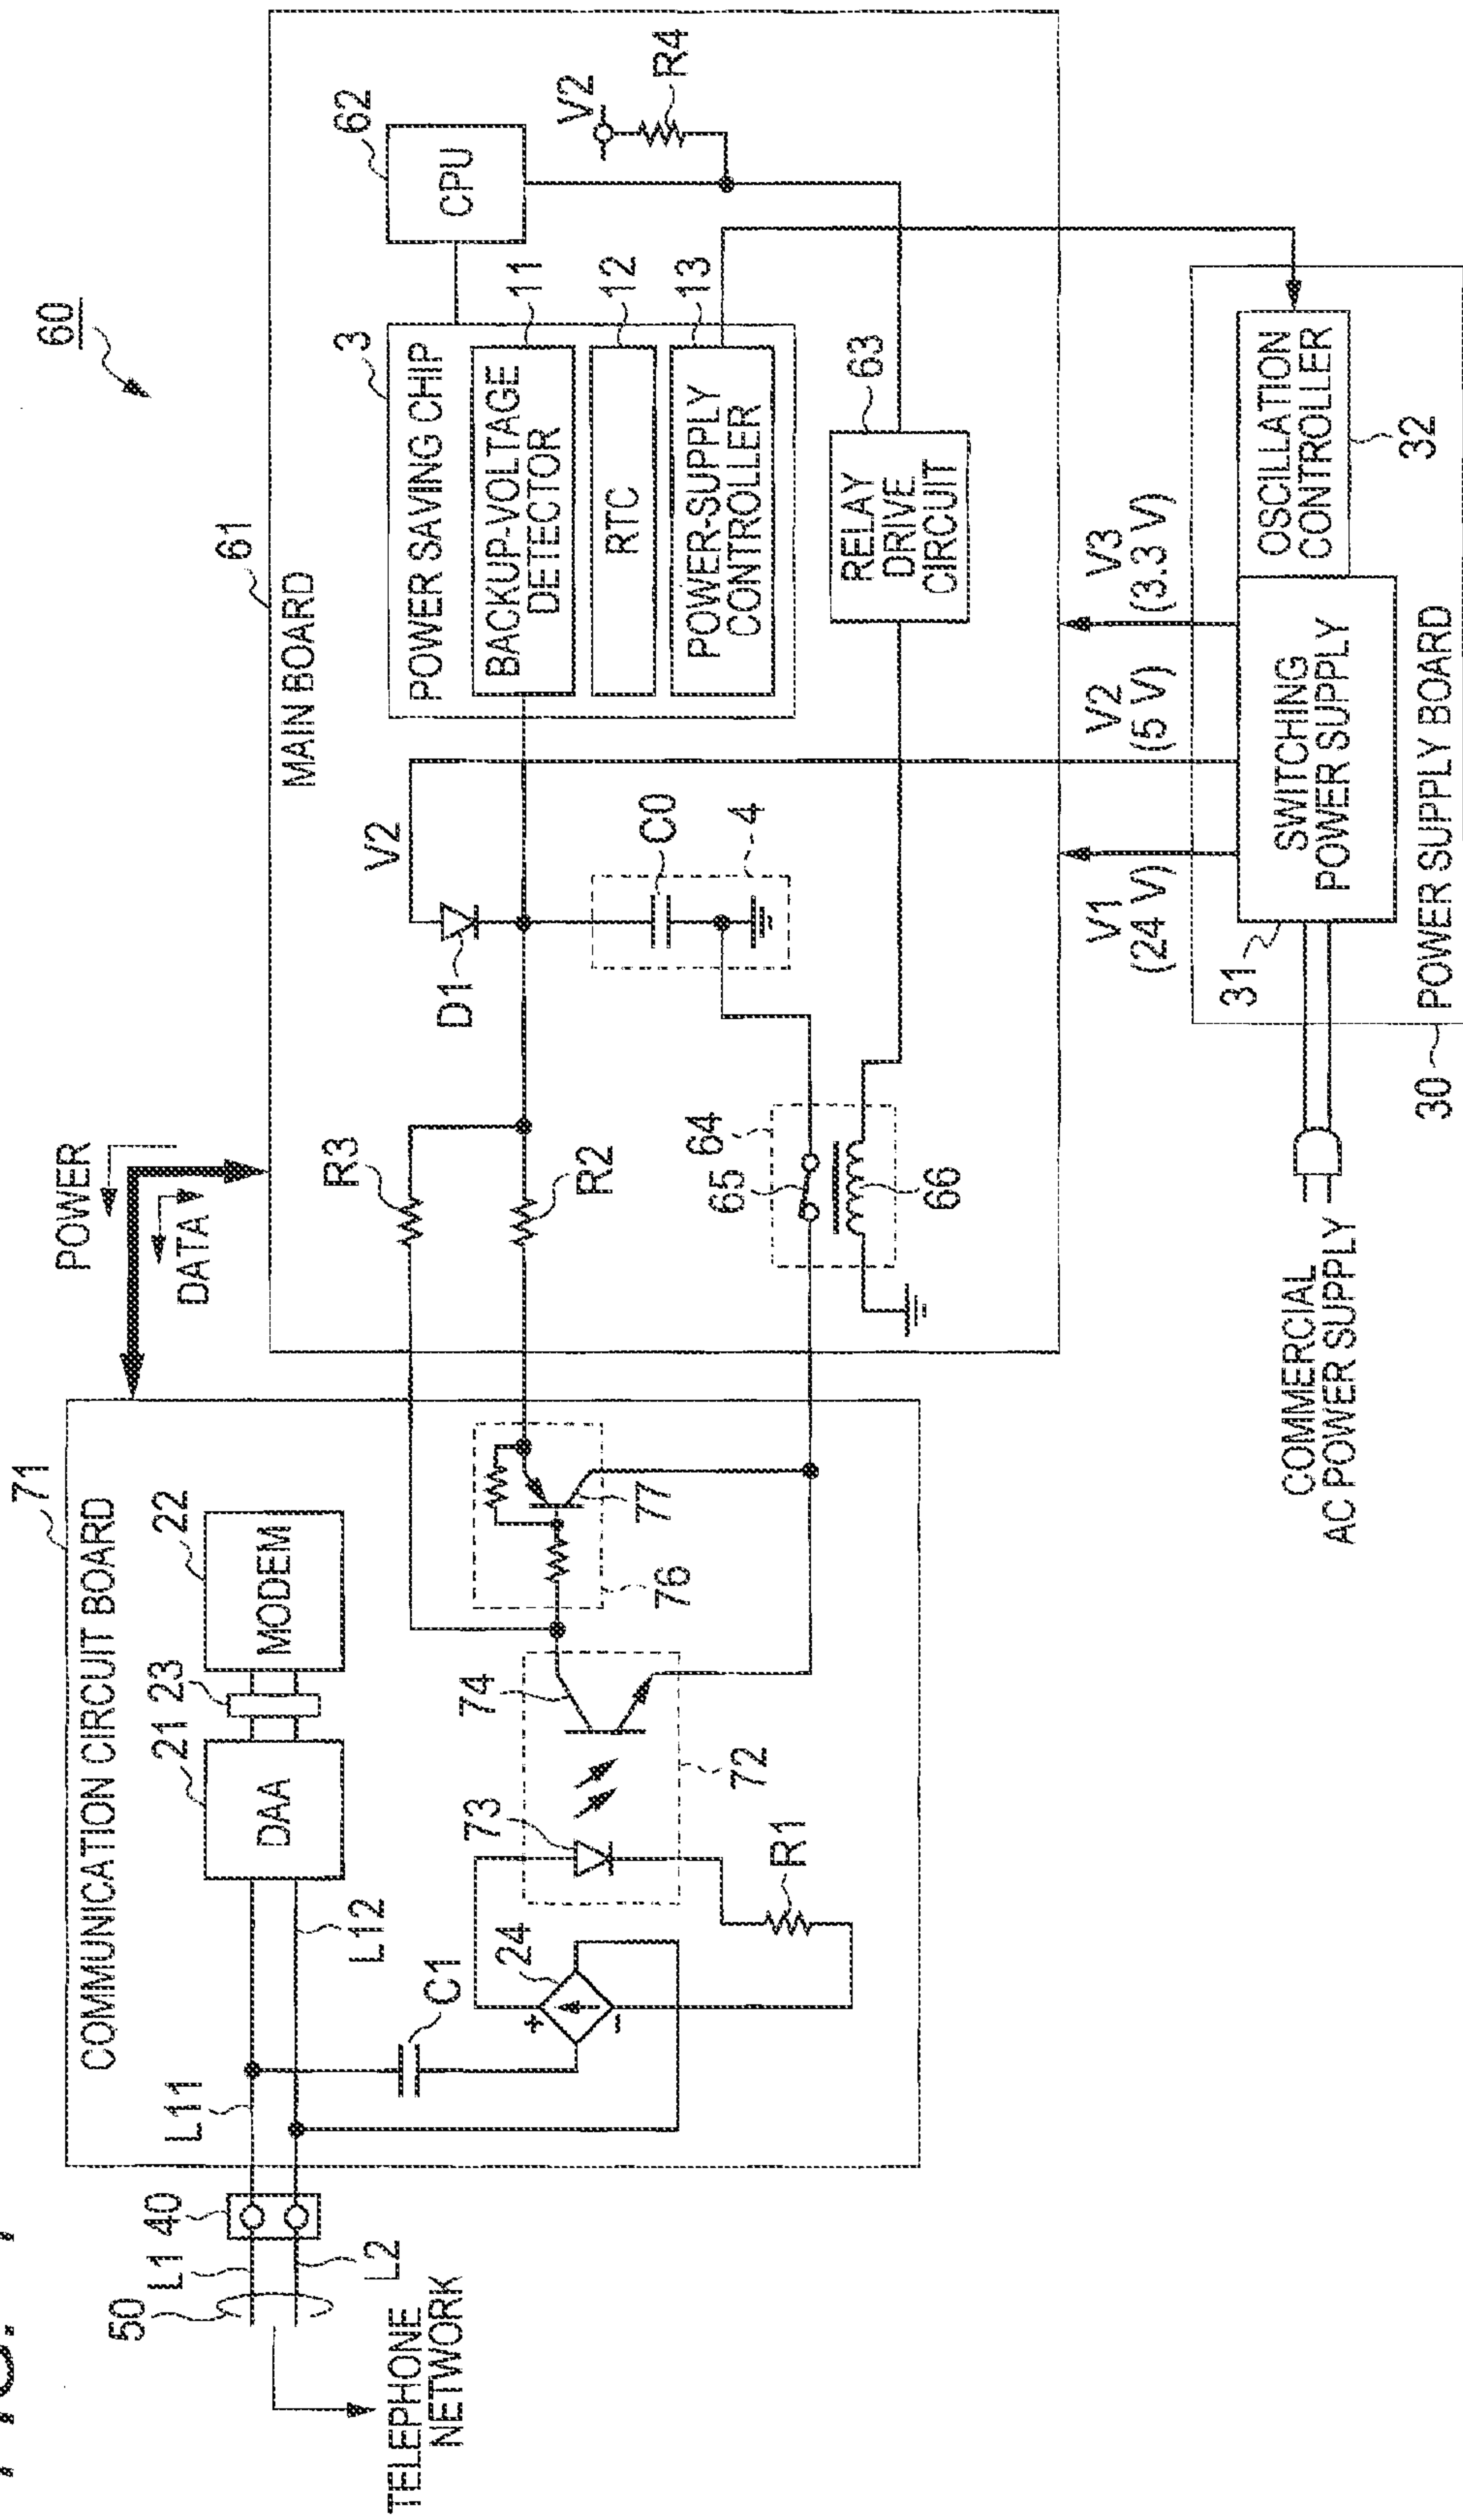 60
POWER
DATA
71
COMMUNICATION CIRCUIT BOARD
22
MODEM
23
21
DAA
L11
L12
40
50
L1
L2
TELEPHONE
NETWORK
C1
24
+
−
73
74
72
R1
76
77
61
MAIN BOARD
R3
R2
V2
D1
C0
4
64
65
66
3
POWER SAVING CHIP
BACKUP-VOLTAGE
DETECTOR
11
RTC
12
POWER-SUPPLY
CONTROLLER
13
62
CPU
V2
R4
63
RELAY
DRIVE
CIRCUIT
V1
(24 V)
V2
(5 V)
V3
(3.3 V)
31
SWITCHING
POWER SUPPLY
OSCILLATION
CONTROLLER
32
30
POWER SUPPLY BOARD
COMMERCIAL
AC POWER SUPPLY